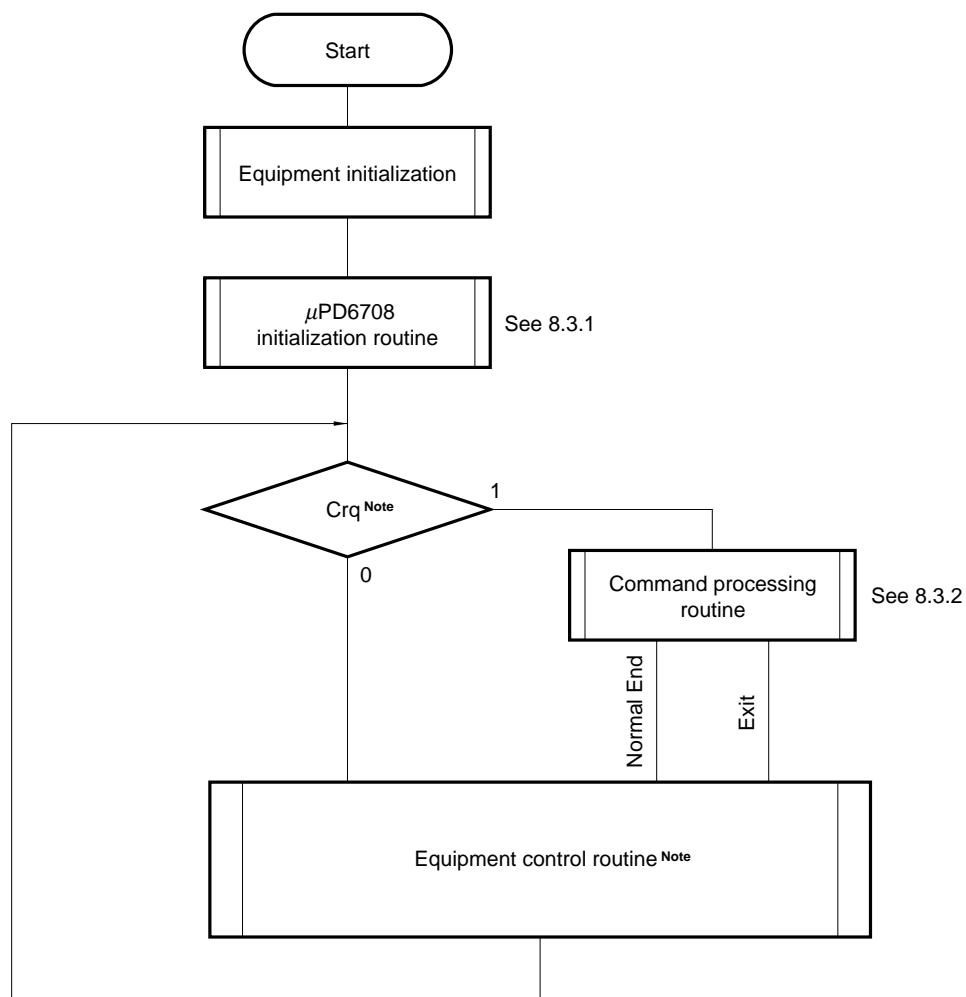 Start
Equipment initialization
μPD6708
initialization routine
See 8.3.1
Crq Note
1
0
Command processing
routine
See 8.3.2
Normal End
Exit
Equipment control routine Note